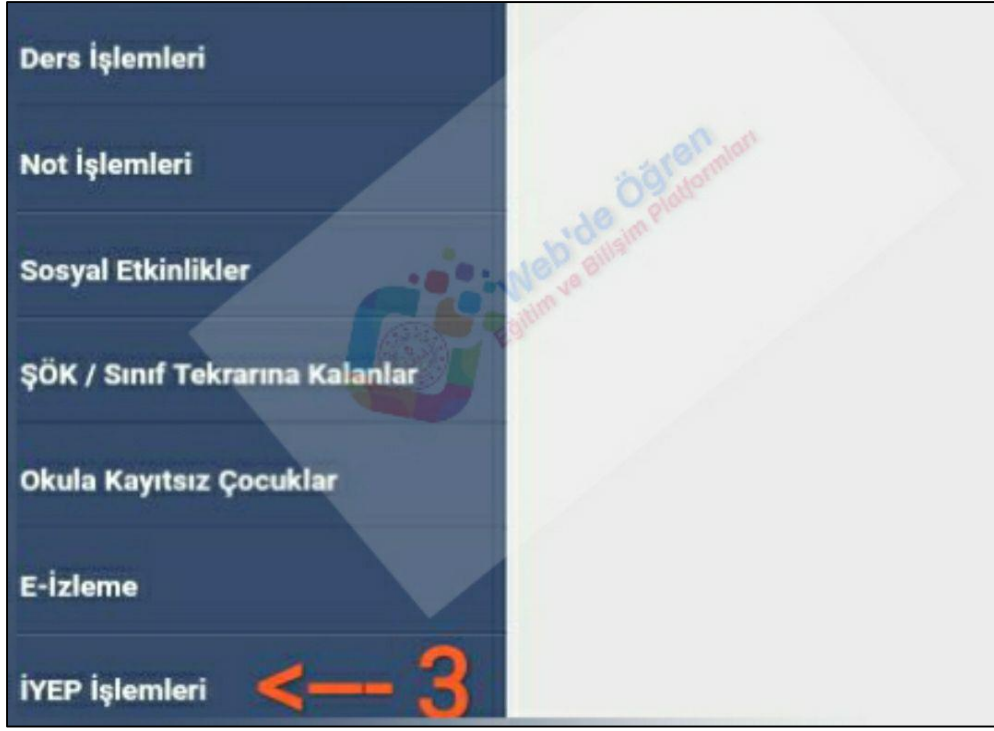 Ders İşlemleri
Not İşlemleri
Web'de Öğren
Eğitim ve Bilişim Platformları
Sosyal Etkinlikler
ŞÖK / Sınıf Tekrarına Kalanlar
Okula Kayıtsız Çocuklar
E-İzleme
İYEP İşlemleri <--- 3